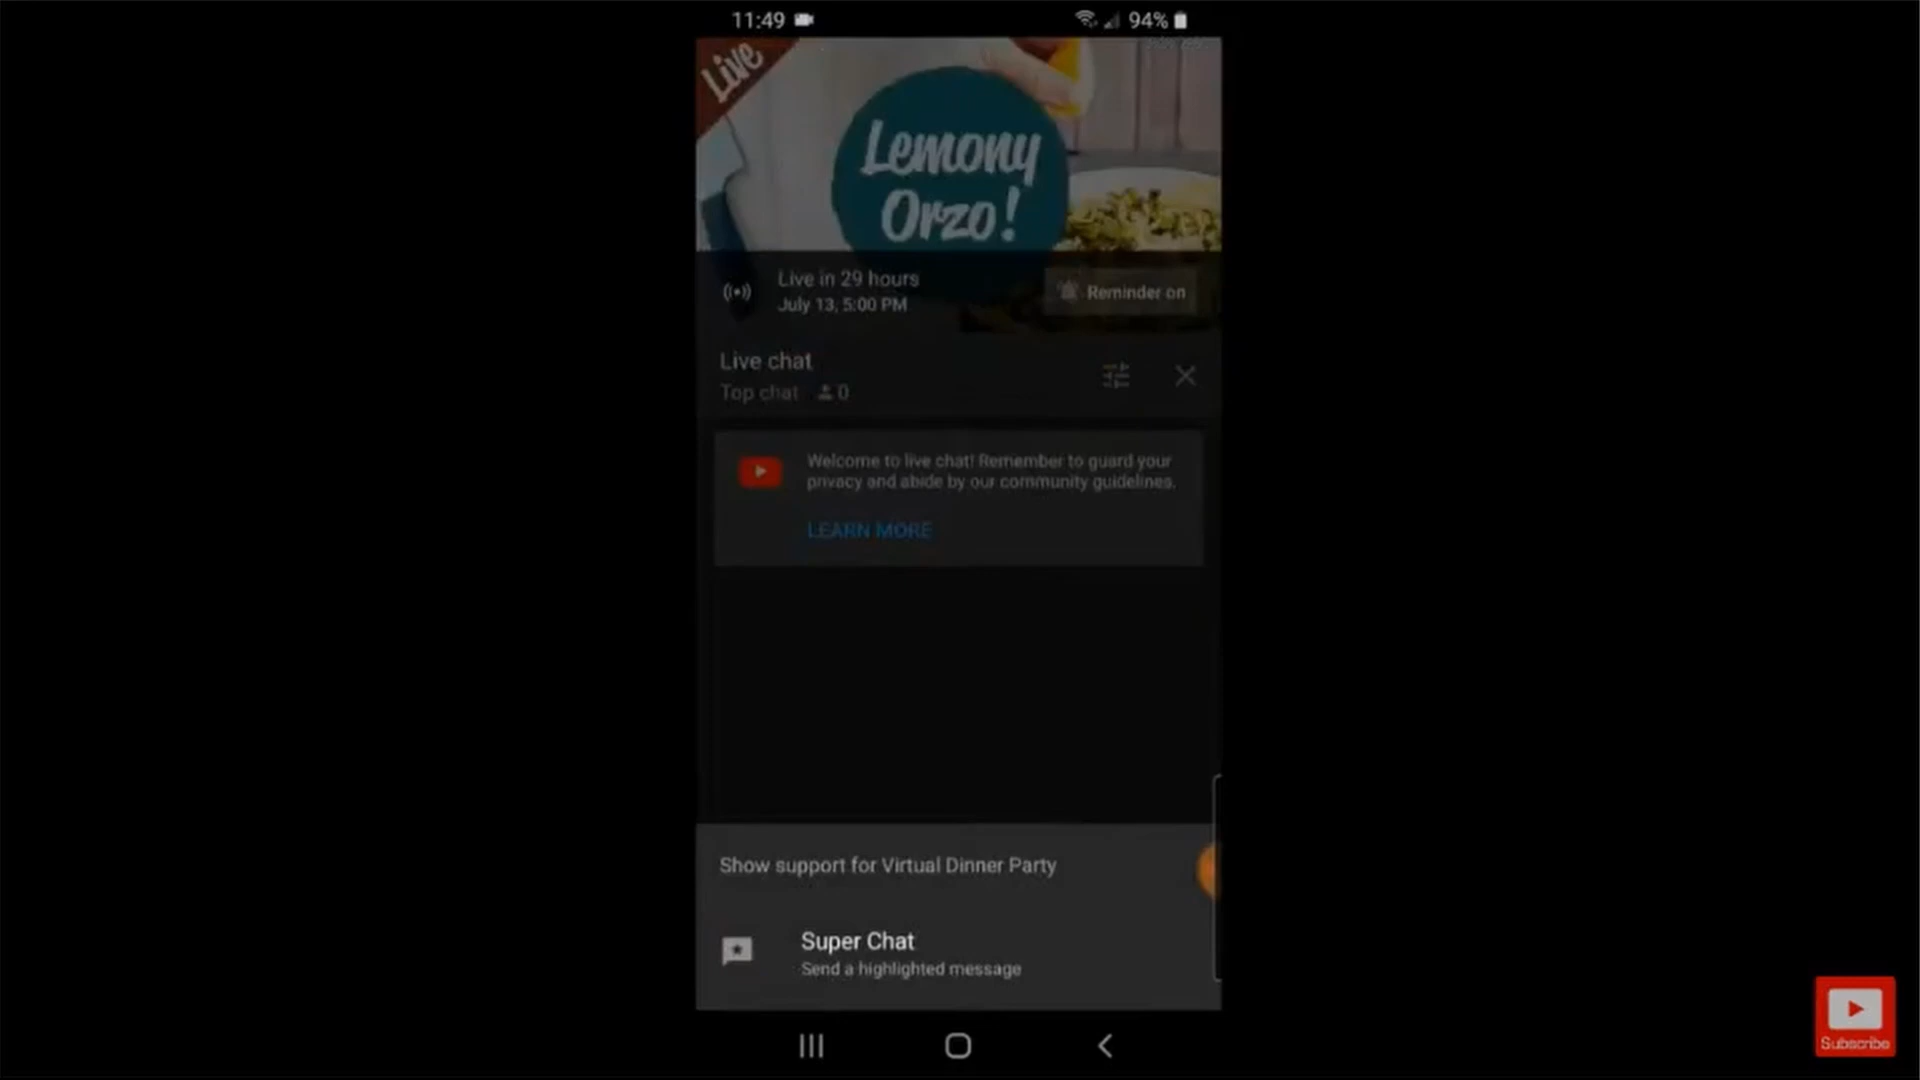 11:49
94%
Live
Lemony
Orzo!
Live in 29 hours
July 13, 5:00 PM
Reminder on
Live chat
Top chat 0
Welcome to live chat! Remember to guard your
privacy and abide by our community guidelines.
LEARN MORE
Show support for Virtual Dinner Party
Super Chat
Send a highlighted message
Subscribe